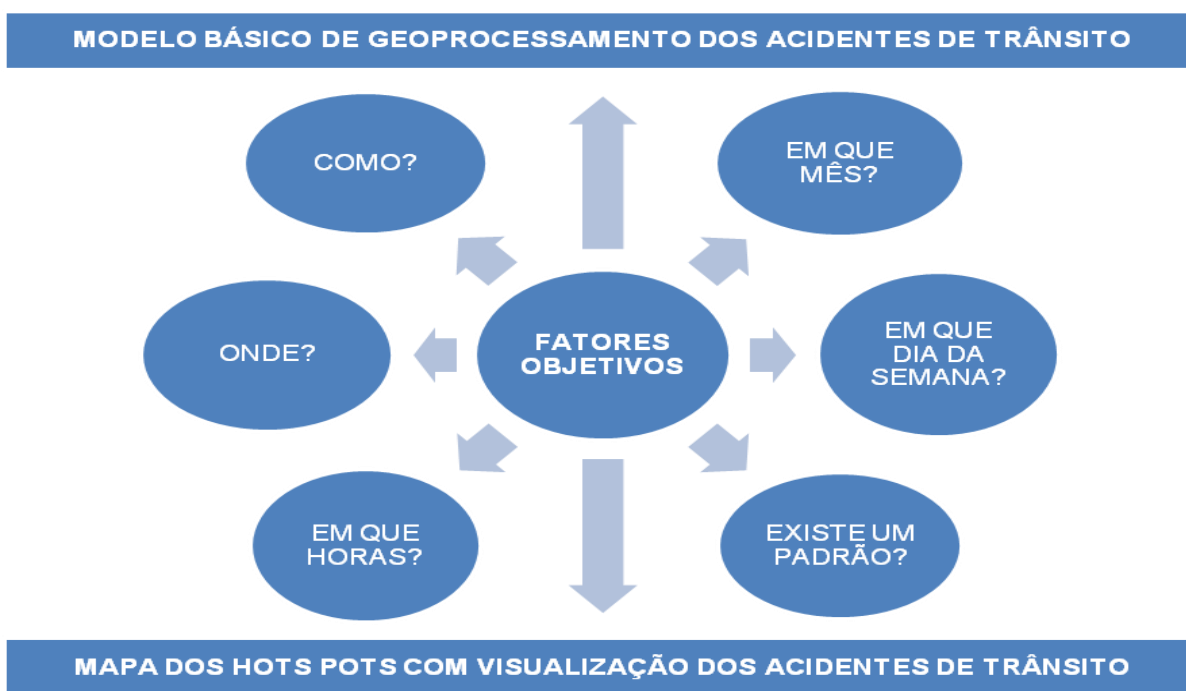 MODELO BÁSICO DE GEOPROCESSAMENTO DOS ACIDENTES DE TRÂNSITO
COMO?
EM QUE
MÊS?
ONDE?
FATORES
OBJETIVOS
EM QUE
DIA DA
SEMANA?
EM QUE
HORAS?
EXISTE UM
PADRÃO?
MAPA DOS HOTS POTS COM VISUALIZAÇÃO DOS ACIDENTES DE TRÂNSITO